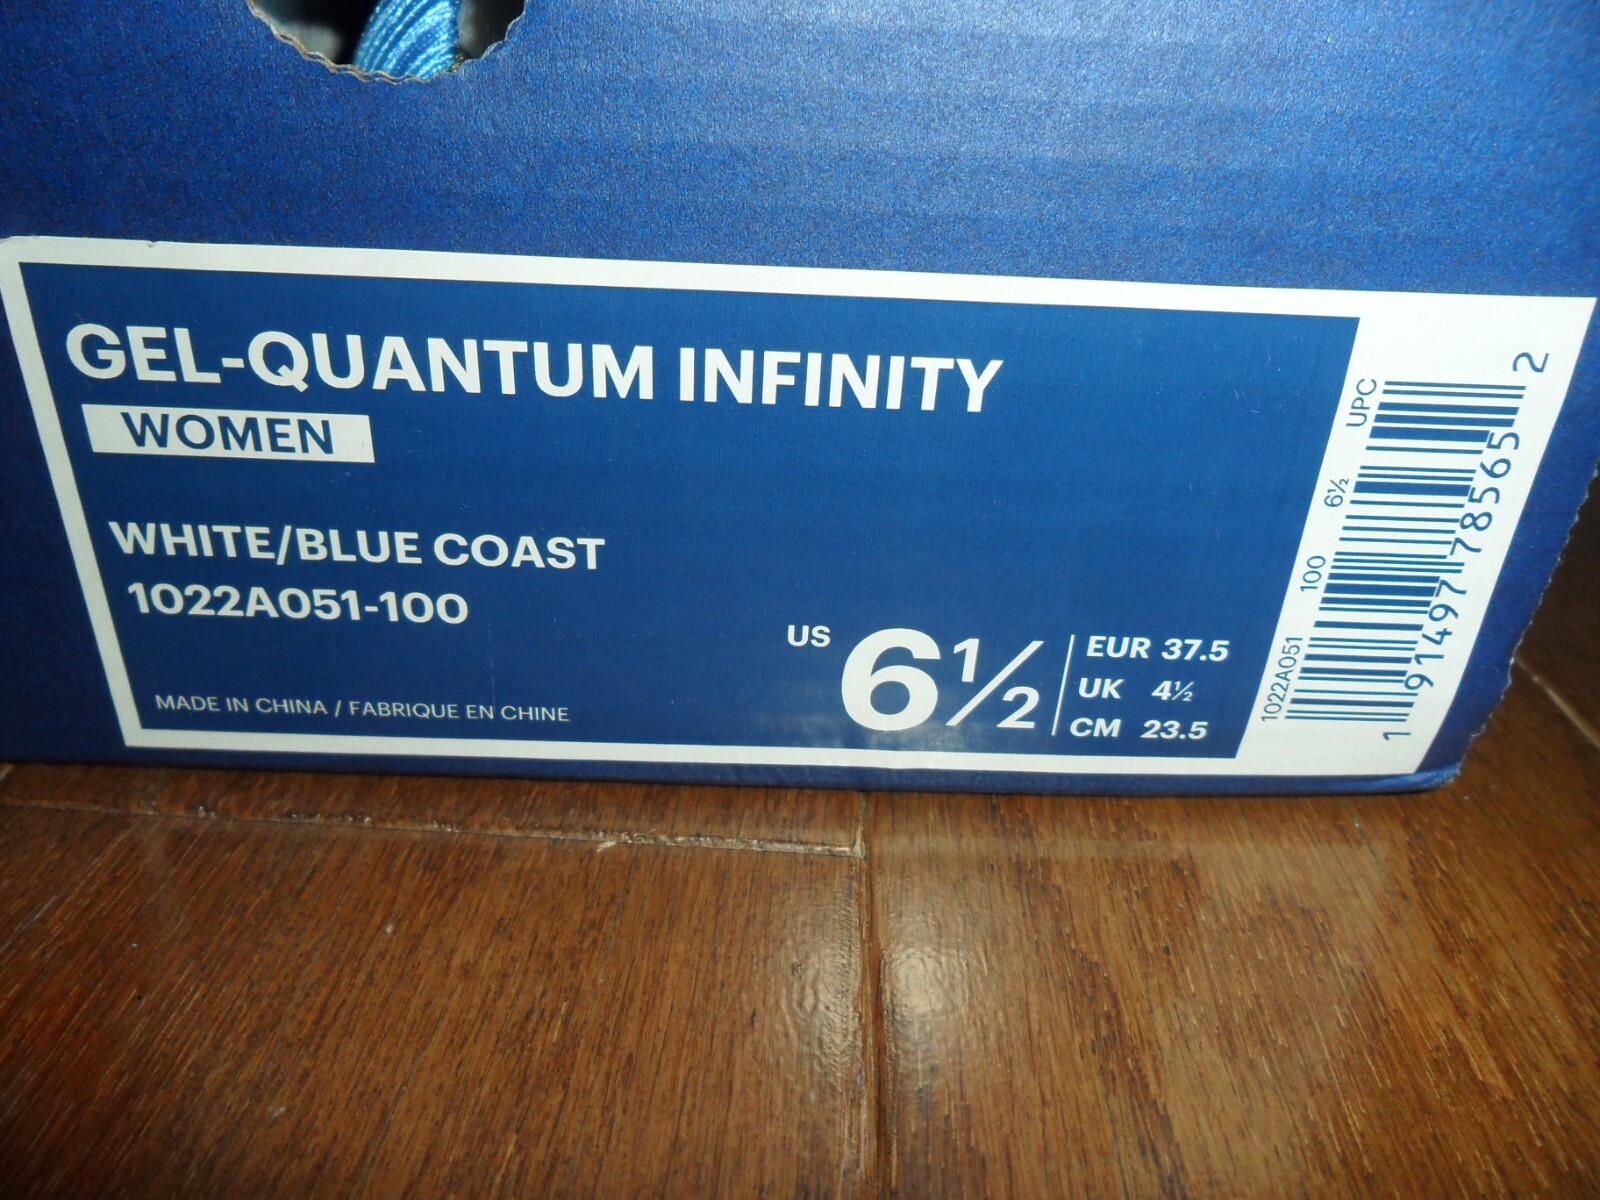 GEL-QUANTUM INFINITY
WOMEN
WHITE/BLUE COAST
1022A051-100
MADE IN CHINA / FABRIQUE EN CHINE
US 6½
EUR 37.5
UK 4½
CM 23.5
1022A051 100 6½ UPC
1 91497 78565 2